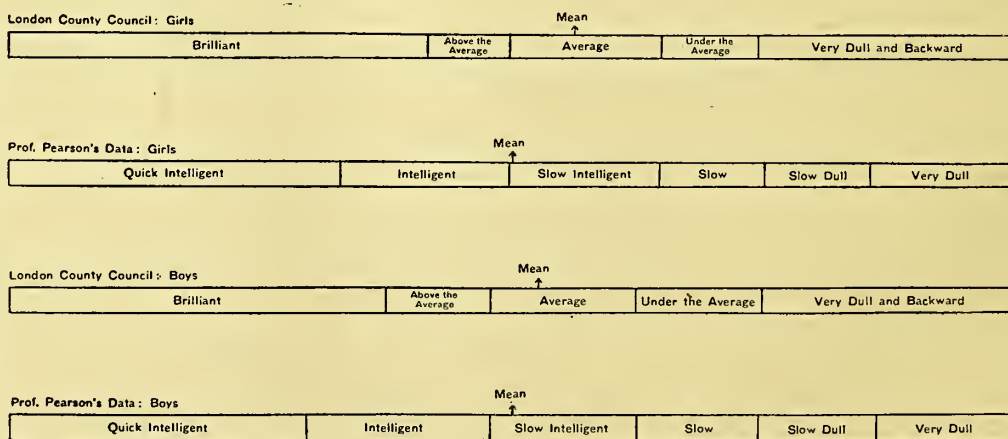 London County Council: Girls
Mean
Brilliant
Above the
Average
Average
Under the
Average
Very Dull and Backward
Prof. Pearson's Data: Girls
Mean
Quick Intelligent
Intelligent
Slow Intelligent
Slow
Slow Dull
Very Dull
London County Council: Boys
Mean
Brilliant
Above the
Average
Average
Under the Average
Very Dull and Backward
Prof. Pearson's Data: Boys
Mean
Quick Intelligent
Intelligent
Slow Intelligent
Slow
Slow Dull
Very Dull